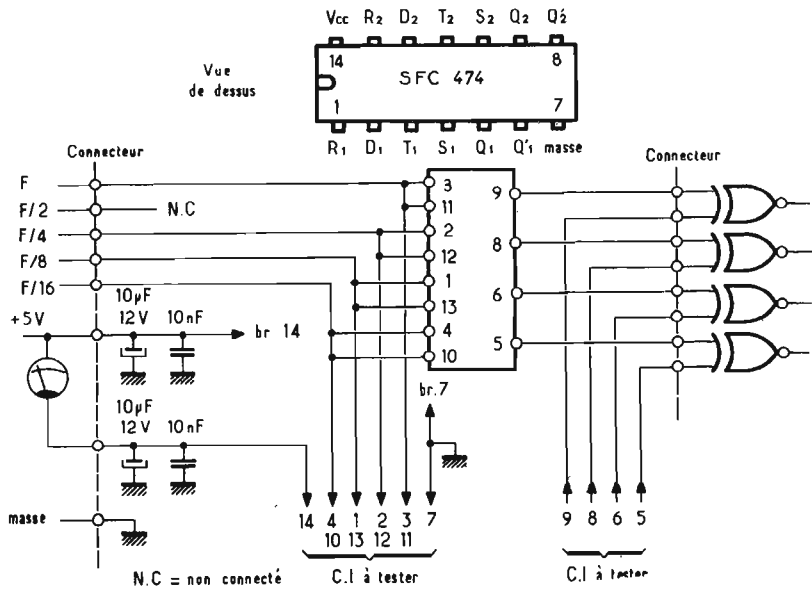 Vcc R2 D2 T2 S2 Q2 Q'2
Vue
de dessus
14 8
SFC 474
1 7
R1 D1 T1 S1 Q1 Q'1 masse
Connecteur
Connecteur
F
F/2
N.C
F/4
F/8
F/16
3
11
2
12
1
13
4
10
9
8
6
5
+5V
10µF
12V
10nF
br 14
10µF
12V
10nF
br.7
masse
14 4 1 2 3 7
10 13 12 11
9 8 6 5
N.C = non connecté
C.I à tester
C.I à tester